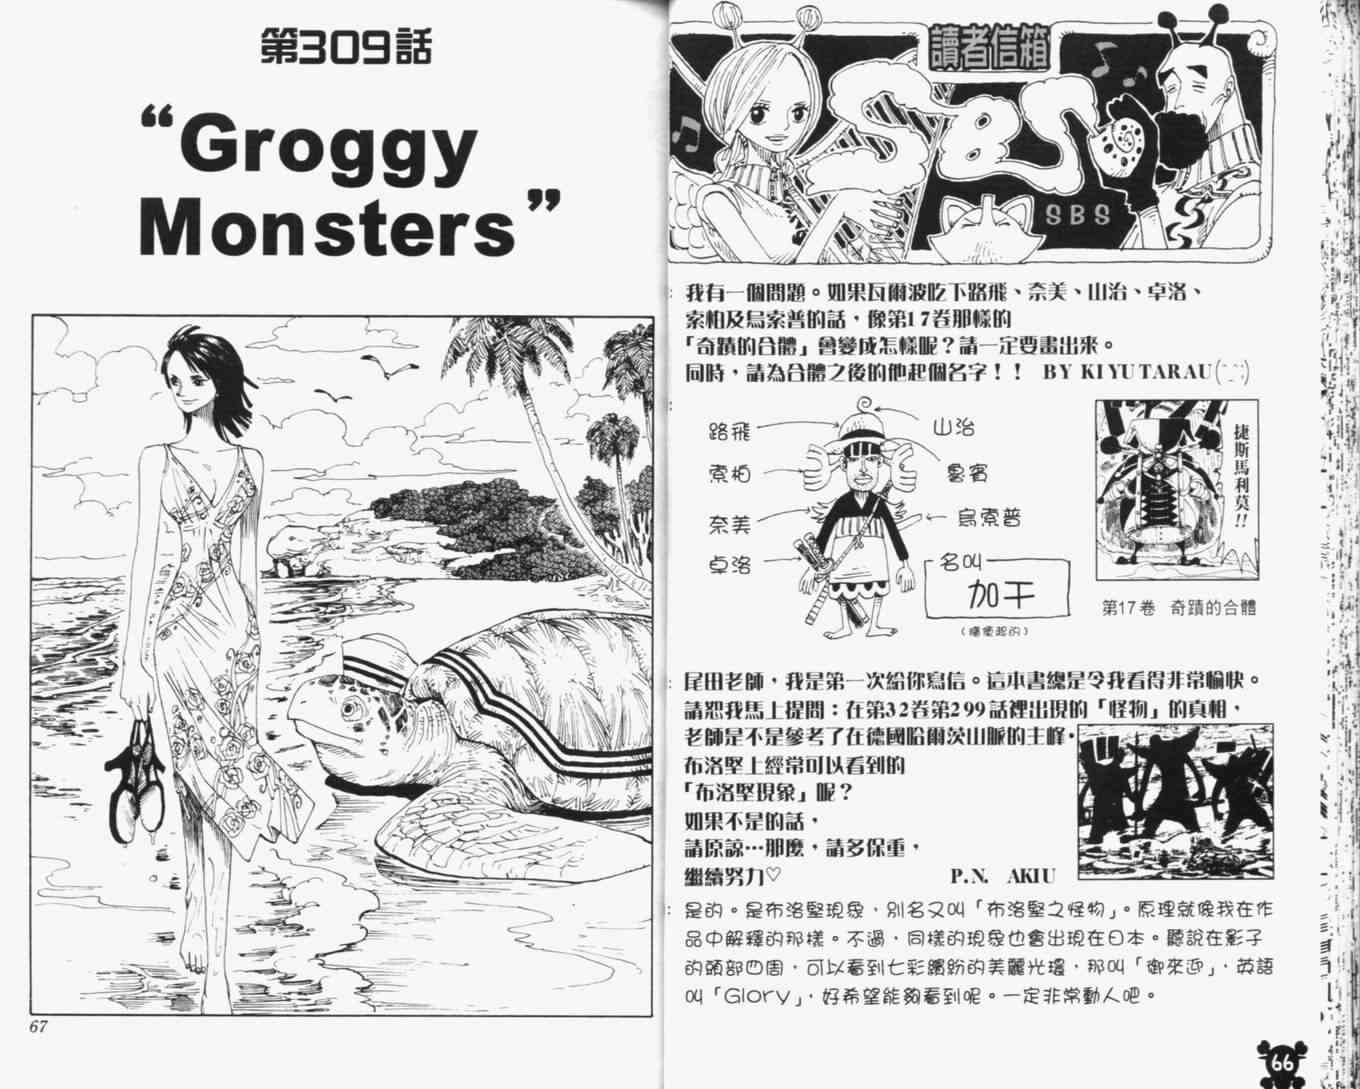 讀者信箱
SBS
SBS
我有一個問題。如果瓦爾波吃下路飛、奈美、山治、卓洛、
索柏及烏索普的話，像第17卷那樣的
「奇蹟的合體」會變成怎樣呢？請一定要畫出來。
同時，請為合體之後的他起個名字！！ BY KIYUTARAU
路飛
索柏
奈美
卓洛
山治
魯賓
烏索普
名叫
加干
捷斯馬利莫!!
第17卷 奇蹟的合體
尾田老師，我是第一次給你寫信。這本書總是令我看得非常愉快。
請恕我馬上提問：在第32卷第299話裡出現的「怪物」的真相，
老師是不是參考了在德國哈爾茨山脈的主峰‧
布洛堅上經常可以看到的
「布洛堅現象」呢？
如果不是的話，
請原諒…那麼，請多保重，
繼續努力♡ P.N. AKIU
是的。是布洛堅現象，別名又叫「布洛堅之怪物」。原理就像我在作
品中解釋的那樣。不過，同樣的現象也會出現在日本。聽說在影子
的頭部四周，可以看到七彩繽紛的美麗光環，那叫「御來迎」，英語
叫「Glory」，好希望能夠看到呢。一定非常動人吧。
66
第309話
“Groggy
Monsters”
67